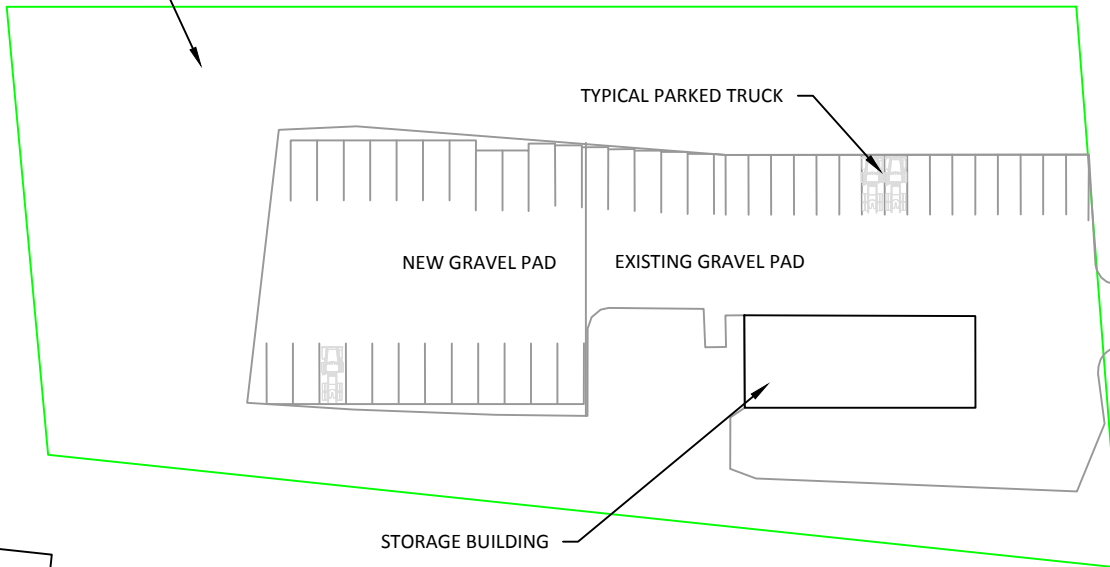 TYPICAL PARKED TRUCK
NEW GRAVEL PAD
EXISTING GRAVEL PAD
STORAGE BUILDING